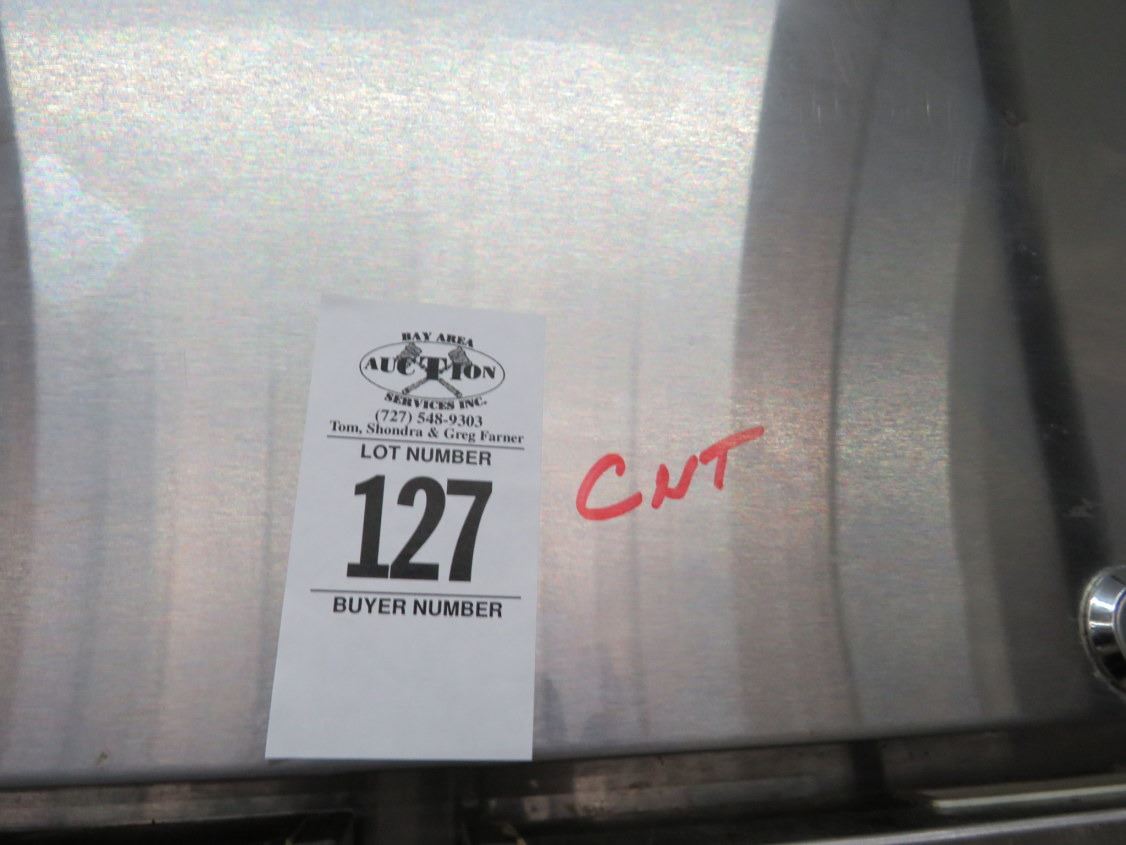 BAY AREA
AUCTION
SERVICES INC.
(727) 548-9303
Tom, Shondra & Greg Farner
LOT NUMBER
127
BUYER NUMBER
CNT